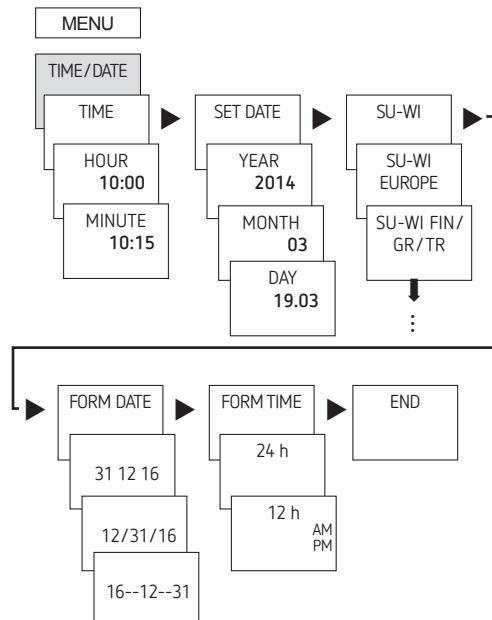 MENU
TIME/DATE
TIME
HOUR
10:00
MINUTE
10:15
SET DATE
YEAR
2014
MONTH
03
DAY
19.03
SU-WI
SU-WI
EUROPE
SU-WI FIN/
GR/TR
FORM DATE
31 12 16
12/31/16
16--12--31
FORM TIME
24 h
12 h
AM
PM
END